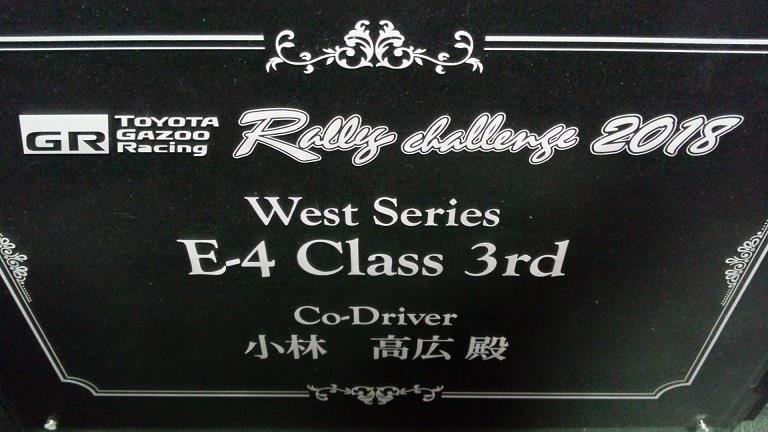 GR TOYOTA GAZOO Racing Rally challenge 2018
West Series
E-4 Class 3rd
Co-Driver
小林 高広 殿